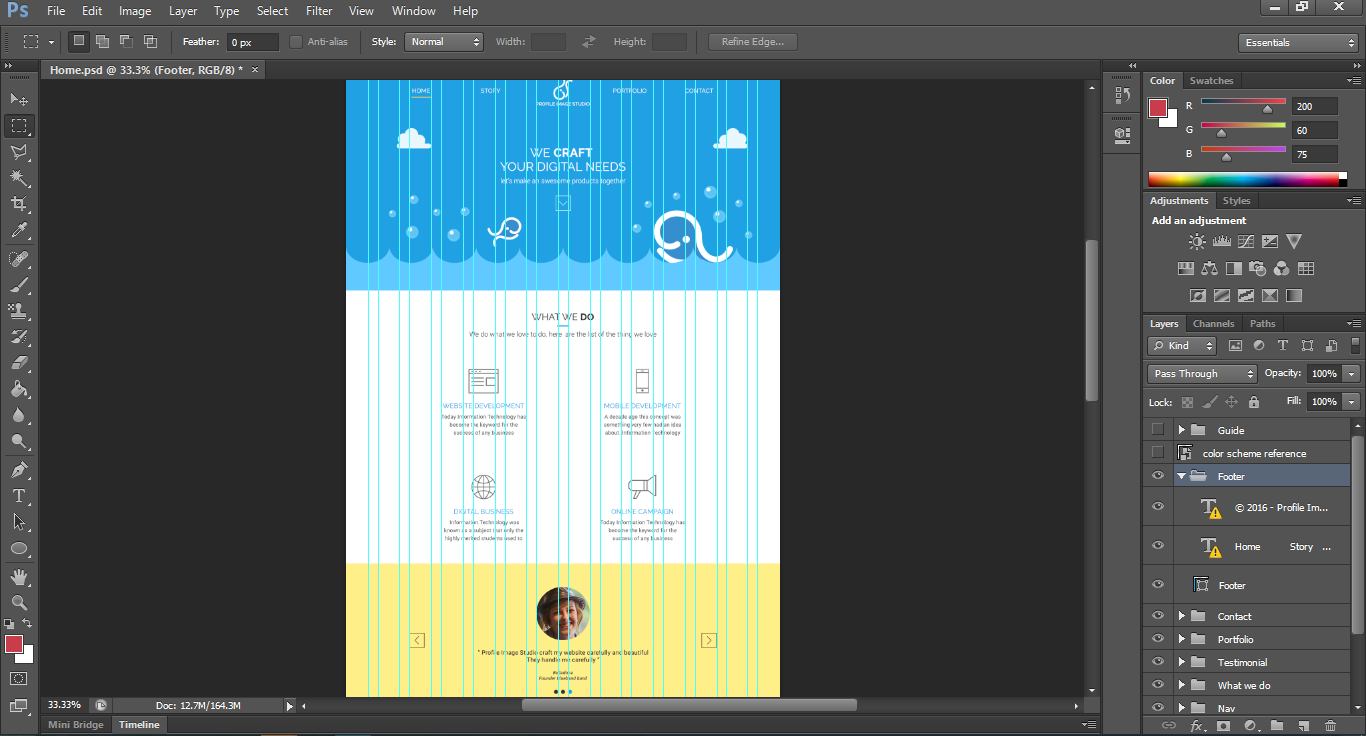 Ps File Edit Image Layer Type Select Filter View Window Help
Feather: 0 px Anti-alias Style: Normal Width: Height: Refine Edge... Essentials
Home.psd @ 33.3% (Footer, RGB/8) * ×
HOME STORY PORTFOLIO CONTACT
PROFILE IMAGE STUDIO
WE CRAFT
YOUR DIGITAL NEEDS
let's make an awesome products together
WHAT WE DO
We do what we love to do, here are the list of the thing we love
WEBSITE DEVELOPMENT
Today Information Technology has
become the keyword for the
success of any business
MOBILE DEVELOPMENT
A decade ago this concept was
something very few had an idea
about. Information Technology
DIGITAL BUSINESS
Information Technology was
known as a subject that only the
highly merited students used to
ONLINE CAMPAIGN
Today Information Technology has
become the keyword for the
success of any business
" Profile Image Studio craft my website carefully and beautiful
They handle me carefully "
33.33% Doc: 12.7M/164.3M
Mini Bridge Timeline
Color Swatches
R 200
G 60
B 75
Adjustments Styles
Add an adjustment
Layers Channels Paths
Kind
Pass Through Opacity: 100%
Lock: Fill: 100%
Guide
color scheme reference
Footer
© 2016 - Profile Im...
Home Story ...
Footer
Contact
Portfolio
Testimonial
What we do
Nav
fx